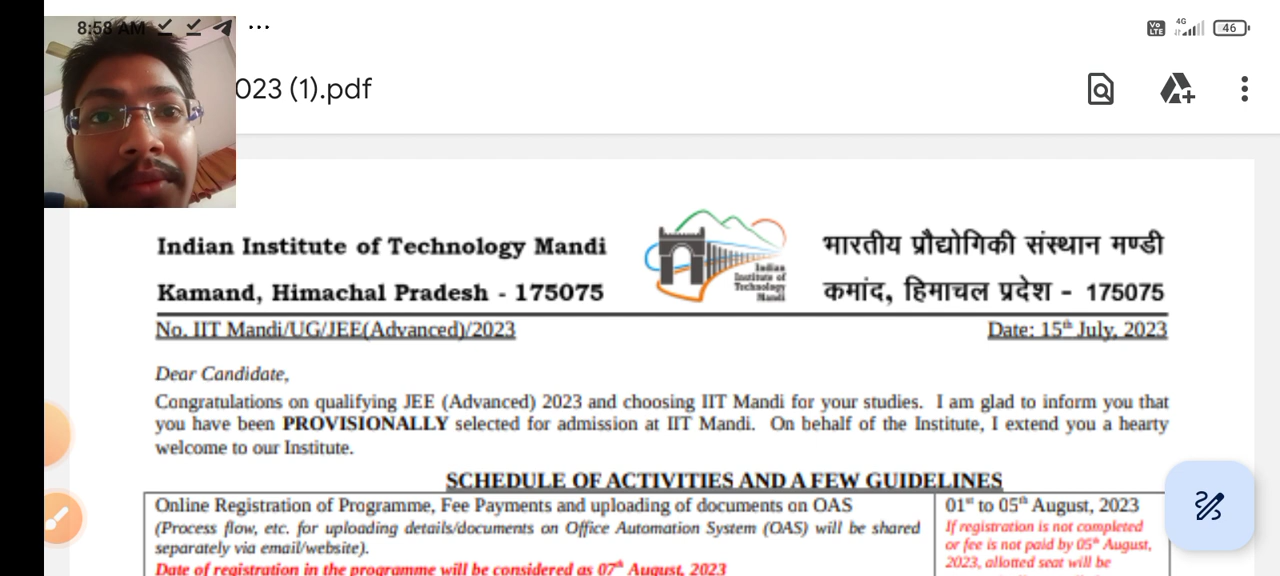 8:58 AM
VoLTE 4G 46
023 (1).pdf
Indian Institute of Technology Mandi
Kamand, Himachal Pradesh - 175075
Indian
Institute of
Technology
Mandi
भारतीय प्रौद्योगिकी संस्थान मण्डी
कमांद, हिमाचल प्रदेश - 175075
No. IIT Mandi/UG/JEE(Advanced)/2023 Date: 15th July, 2023
Dear Candidate,
Congratulations on qualifying JEE (Advanced) 2023 and choosing IIT Mandi for your studies. I am glad to inform you that
you have been PROVISIONALLY selected for admission at IIT Mandi. On behalf of the Institute, I extend you a hearty
welcome to our Institute.
SCHEDULE OF ACTIVITIES AND A FEW GUIDELINES
Online Registration of Programme, Fee Payments and uploading of documents on OAS
(Process flow, etc. for uploading details/documents on Office Automation System (OAS) will be shared
separately via email/website).
Date of registration in the programme will be considered as 07th August, 2023
01st to 05th August, 2023
If registration is not completed
or fee is not paid by 05th August,
2023, allotted seat will be